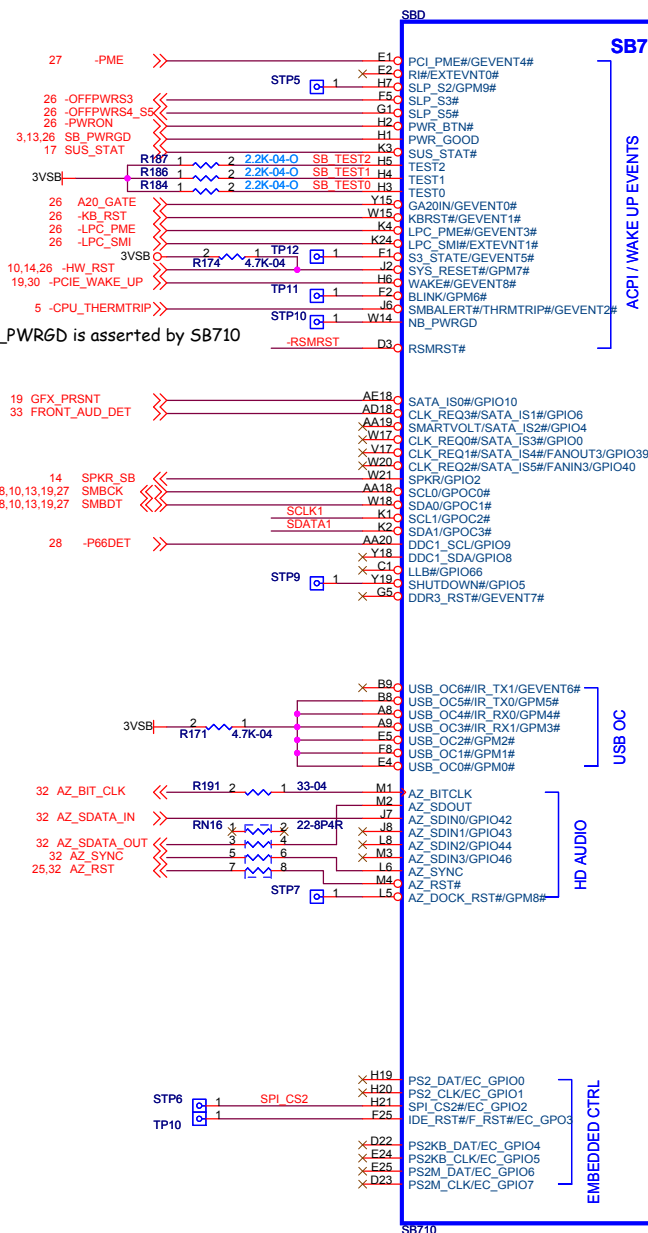 SBD
SB7
27 -PME E1 PCI_PME#/GEVENT4#
E2 RI#/EXTEVNT0#
STP5 1 H7 SLP_S2/GPM9#
26 -OFFPWRS3 F5 SLP_S3#
26 -OFFPWRS4_S5 G1 SLP_S5#
26 -PWRON H2 PWR_BTN#
3,13,26 SB_PWRGD H1 PWR_GOOD
17 SUS_STAT K3 SUS_STAT#
R187 1 2 2.2K-04-O SB_TEST2 H5 TEST2
3VSB R186 1 2 2.2K-04-O SB_TEST1 H4 TEST1
R184 1 2 2.2K-04-O SB_TEST0 H3 TEST0
26 A20_GATE Y15 GA20IN/GEVENT0#
26 -KB_RST W15 KBRST#/GEVENT1#
26 -LPC_PME K4 LPC_PME#/GEVENT3#
26 -LPC_SMI K24 LPC_SMI#/EXTEVNT1#
3VSB 2 1 TP12 1 F1 S3_STATE/GEVENT5#
10,14,26 -HW_RST R174 4.7K-04 J2 SYS_RESET#/GPM7#
19,30 -PCIE_WAKE_UP H6 WAKE#/GEVENT8#
TP11 1 F2 BLINK/GPM6#
5 -CPU_THERMTRIP J6 SMBALERT#/THRMTRIP#/GEVENT2#
STP10 1 W14 NB_PWRGD
_PWRGD is asserted by SB710
-RSMRST D3 RSMRST#
ACPI / WAKE UP EVENTS
19 GFX_PRSNT AE18 SATA_IS0#/GPIO10
33 FRONT_AUD_DET AD18 CLK_REQ3#/SATA_IS1#/GPIO6
AA19 SMARTVOLT/SATA_IS2#/GPIO4
W17 CLK_REQ0#/SATA_IS3#/GPIO0
V17 CLK_REQ1#/SATA_IS4#/FANOUT3/GPIO39
W20 CLK_REQ2#/SATA_IS5#/FANIN3/GPIO40
14 SPKR_SB W21 SPKR/GPIO2
8,10,13,19,27 SMBCK AA18 SCL0/GPOC0#
8,10,13,19,27 SMBDT W18 SDA0/GPOC1#
SCLK1 K1 SCL1/GPOC2#
SDATA1 K2 SDA1/GPOC3#
28 -P66DET AA20 DDC1_SCL/GPIO9
Y18 DDC1_SDA/GPIO8
C1 LLB#/GPIO66
STP9 1 Y19 SHUTDOWN#/GPIO5
G5 DDR3_RST#/GEVENT7#
B9 USB_OC6#/IR_TX1/GEVENT6#
B8 USB_OC5#/IR_TX0/GPM5#
A8 USB_OC4#/IR_RX0/GPM4#
3VSB 2 1 A9 USB_OC3#/IR_RX1/GPM3#
R171 4.7K-04 E5 USB_OC2#/GPM2#
F8 USB_OC1#/GPM1#
E4 USB_OC0#/GPM0#
USB OC
32 AZ_BIT_CLK R191 2 1 33-04 M1 AZ_BITCLK
M2 AZ_SDOUT
32 AZ_SDATA_IN J7 AZ_SDIN0/GPIO42
RN16 1 2 22-8P4R J8 AZ_SDIN1/GPIO43
32 AZ_SDATA_OUT 3 4 L8 AZ_SDIN2/GPIO44
32 AZ_SYNC 5 6 M3 AZ_SDIN3/GPIO46
25,32 AZ_RST 7 8 L6 AZ_SYNC
M4 AZ_RST#
STP7 1 L5 AZ_DOCK_RST#/GPM8#
HD AUDIO
H19 PS2_DAT/EC_GPIO0
H20 PS2_CLK/EC_GPIO1
STP6 1 SPI_CS2 H21 SPI_CS2#/EC_GPIO2
TP10 1 F25 IDE_RST#/F_RST#/EC_GPO3
D22 PS2KB_DAT/EC_GPIO4
E24 PS2KB_CLK/EC_GPIO5
E25 PS2M_DAT/EC_GPIO6
D23 PS2M_CLK/EC_GPIO7
EMBEDDED CTRL
SB710